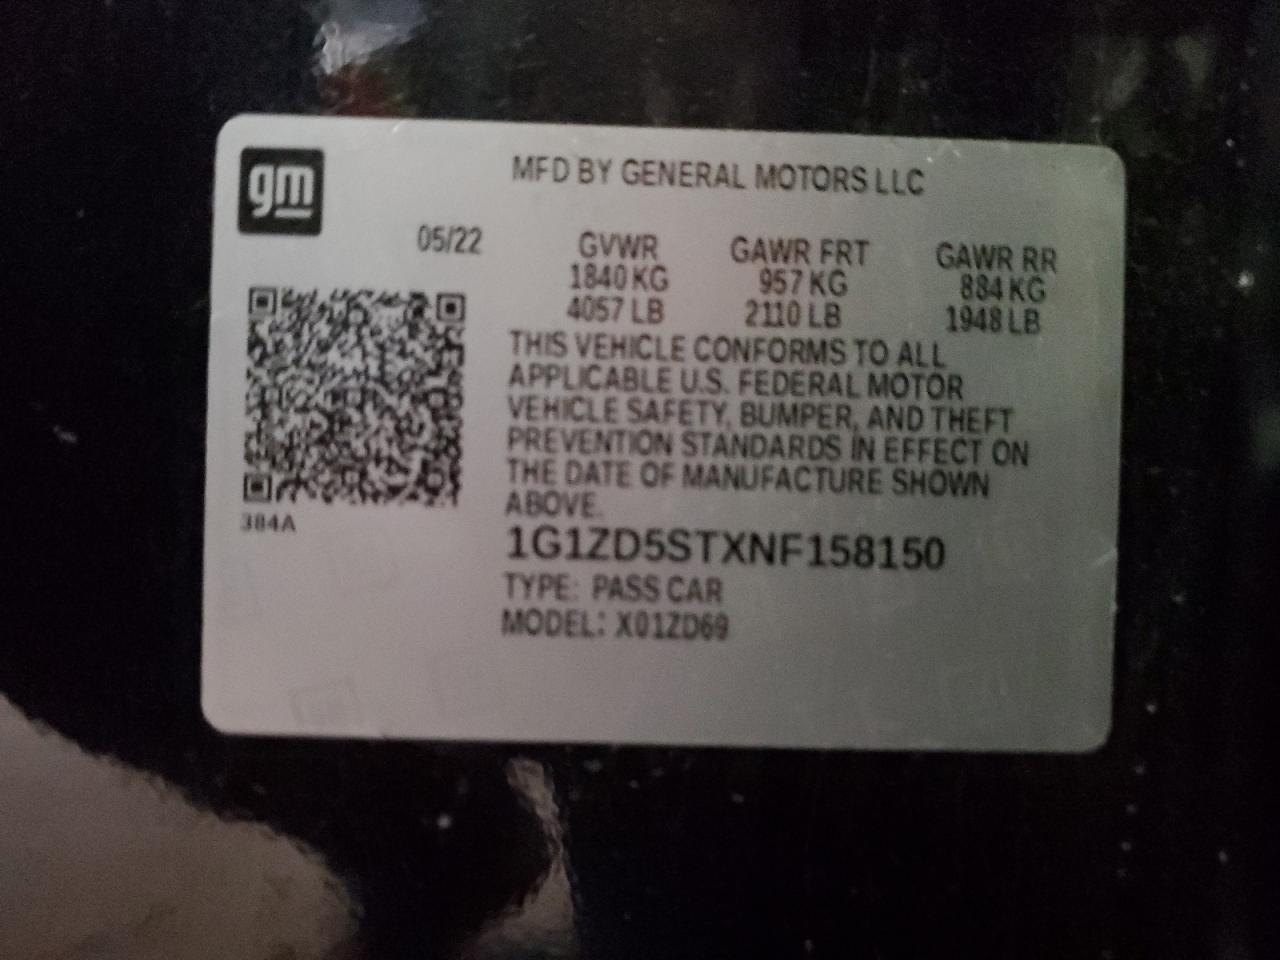 gm
MFD BY GENERAL MOTORS LLC
05/22 GVWR GAWR FRT GAWR RR
1840 KG 957 KG 884 KG
4057 LB 2110 LB 1948 LB
THIS VEHICLE CONFORMS TO ALL
APPLICABLE U.S. FEDERAL MOTOR
VEHICLE SAFETY, BUMPER, AND THEFT
PREVENTION STANDARDS IN EFFECT ON
THE DATE OF MANUFACTURE SHOWN
ABOVE.
384A
1G1ZD5STXNF158150
TYPE: PASS CAR
MODEL: X01ZD69